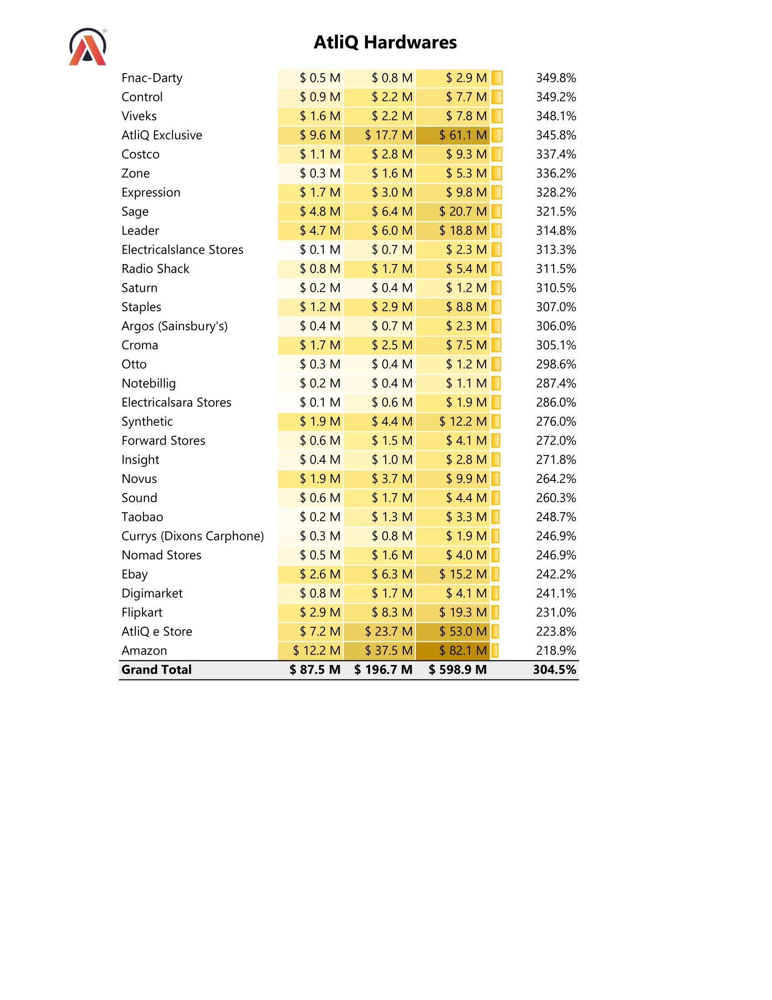 ®
AtliQ Hardwares
Fnac-Darty $ 0.5 M $ 0.8 M $ 2.9 M 349.8%
Control $ 0.9 M $ 2.2 M $ 7.7 M 349.2%
Viveks $ 1.6 M $ 2.2 M $ 7.8 M 348.1%
AtliQ Exclusive $ 9.6 M $ 17.7 M $ 61.1 M 345.8%
Costco $ 1.1 M $ 2.8 M $ 9.3 M 337.4%
Zone $ 0.3 M $ 1.6 M $ 5.3 M 336.2%
Expression $ 1.7 M $ 3.0 M $ 9.8 M 328.2%
Sage $ 4.8 M $ 6.4 M $ 20.7 M 321.5%
Leader $ 4.7 M $ 6.0 M $ 18.8 M 314.8%
Electricalslance Stores $ 0.1 M $ 0.7 M $ 2.3 M 313.3%
Radio Shack $ 0.8 M $ 1.7 M $ 5.4 M 311.5%
Saturn $ 0.2 M $ 0.4 M $ 1.2 M 310.5%
Staples $ 1.2 M $ 2.9 M $ 8.8 M 307.0%
Argos (Sainsbury's) $ 0.4 M $ 0.7 M $ 2.3 M 306.0%
Croma $ 1.7 M $ 2.5 M $ 7.5 M 305.1%
Otto $ 0.3 M $ 0.4 M $ 1.2 M 298.6%
Notebillig $ 0.2 M $ 0.4 M $ 1.1 M 287.4%
Electricalsara Stores $ 0.1 M $ 0.6 M $ 1.9 M 286.0%
Synthetic $ 1.9 M $ 4.4 M $ 12.2 M 276.0%
Forward Stores $ 0.6 M $ 1.5 M $ 4.1 M 272.0%
Insight $ 0.4 M $ 1.0 M $ 2.8 M 271.8%
Novus $ 1.9 M $ 3.7 M $ 9.9 M 264.2%
Sound $ 0.6 M $ 1.7 M $ 4.4 M 260.3%
Taobao $ 0.2 M $ 1.3 M $ 3.3 M 248.7%
Currys (Dixons Carphone) $ 0.3 M $ 0.8 M $ 1.9 M 246.9%
Nomad Stores $ 0.5 M $ 1.6 M $ 4.0 M 246.9%
Ebay $ 2.6 M $ 6.3 M $ 15.2 M 242.2%
Digimarket $ 0.8 M $ 1.7 M $ 4.1 M 241.1%
Flipkart $ 2.9 M $ 8.3 M $ 19.3 M 231.0%
AtliQ e Store $ 7.2 M $ 23.7 M $ 53.0 M 223.8%
Amazon $ 12.2 M $ 37.5 M $ 82.1 M 218.9%
Grand Total $ 87.5 M $ 196.7 M $ 598.9 M 304.5%